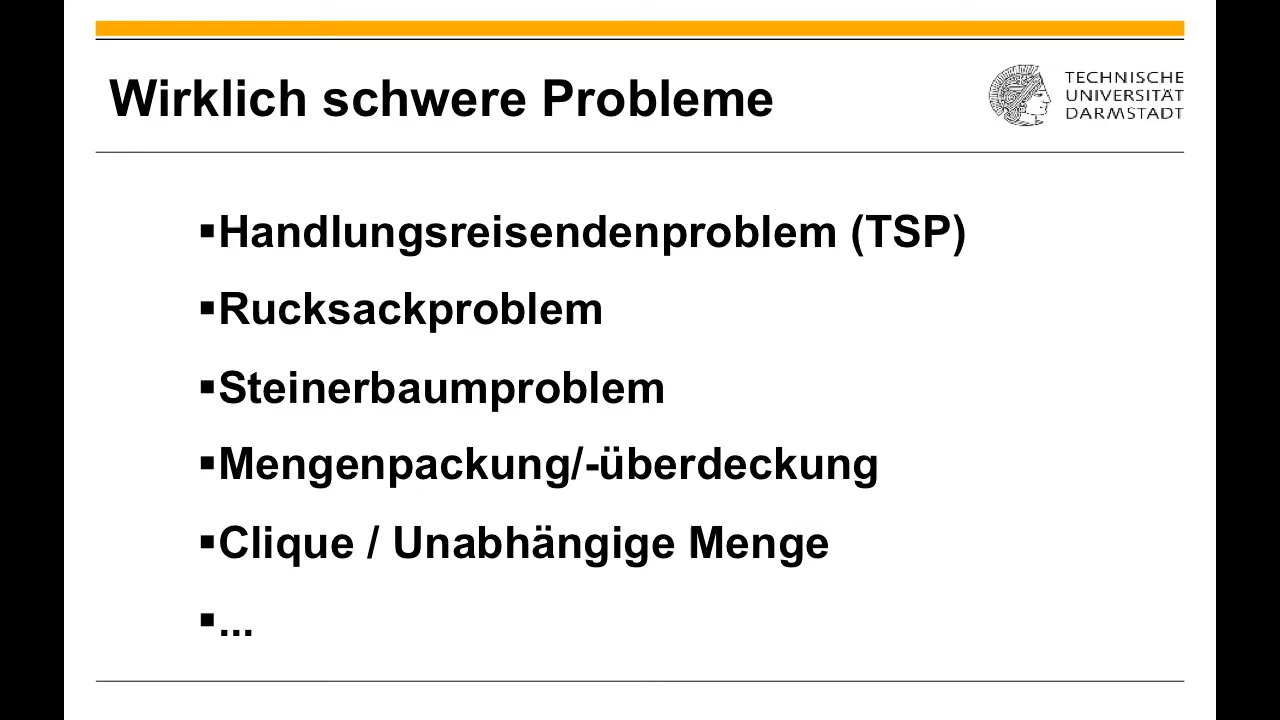 Wirklich schwere Probleme
TECHNISCHE
UNIVERSITÄT
DARMSTADT
▪Handlungsreisendenproblem (TSP)
▪Rucksackproblem
▪Steinerbaumproblem
▪Mengenpackung/-überdeckung
▪Clique / Unabhängige Menge
▪...